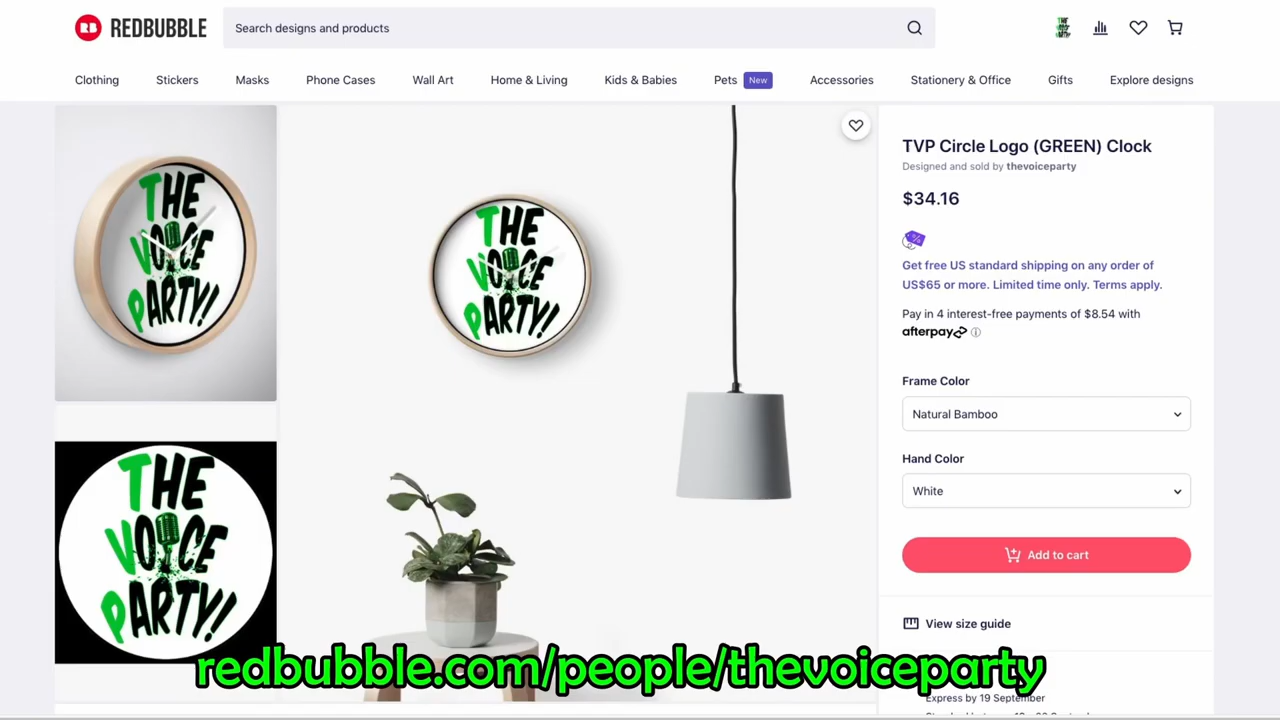 REDBUBBLE
Search designs and products
Clothing
Stickers
Masks
Phone Cases
Wall Art
Home & Living
Kids & Babies
Pets New
Accessories
Stationery & Office
Gifts
Explore designs
THE
VOICE
PARTY!
THE
VOICE
PARTY!
THE
VOICE
PARTY!
TVP Circle Logo (GREEN) Clock
Designed and sold by thevoiceparty
$34.16
Get free US standard shipping on any order of
US$65 or more. Limited time only. Terms apply.
Pay in 4 interest-free payments of $8.54 with
afterpay
Frame Color
Natural Bamboo
Hand Color
White
Add to cart
View size guide
redbubble.com/people/thevoiceparty
Express by 19 September